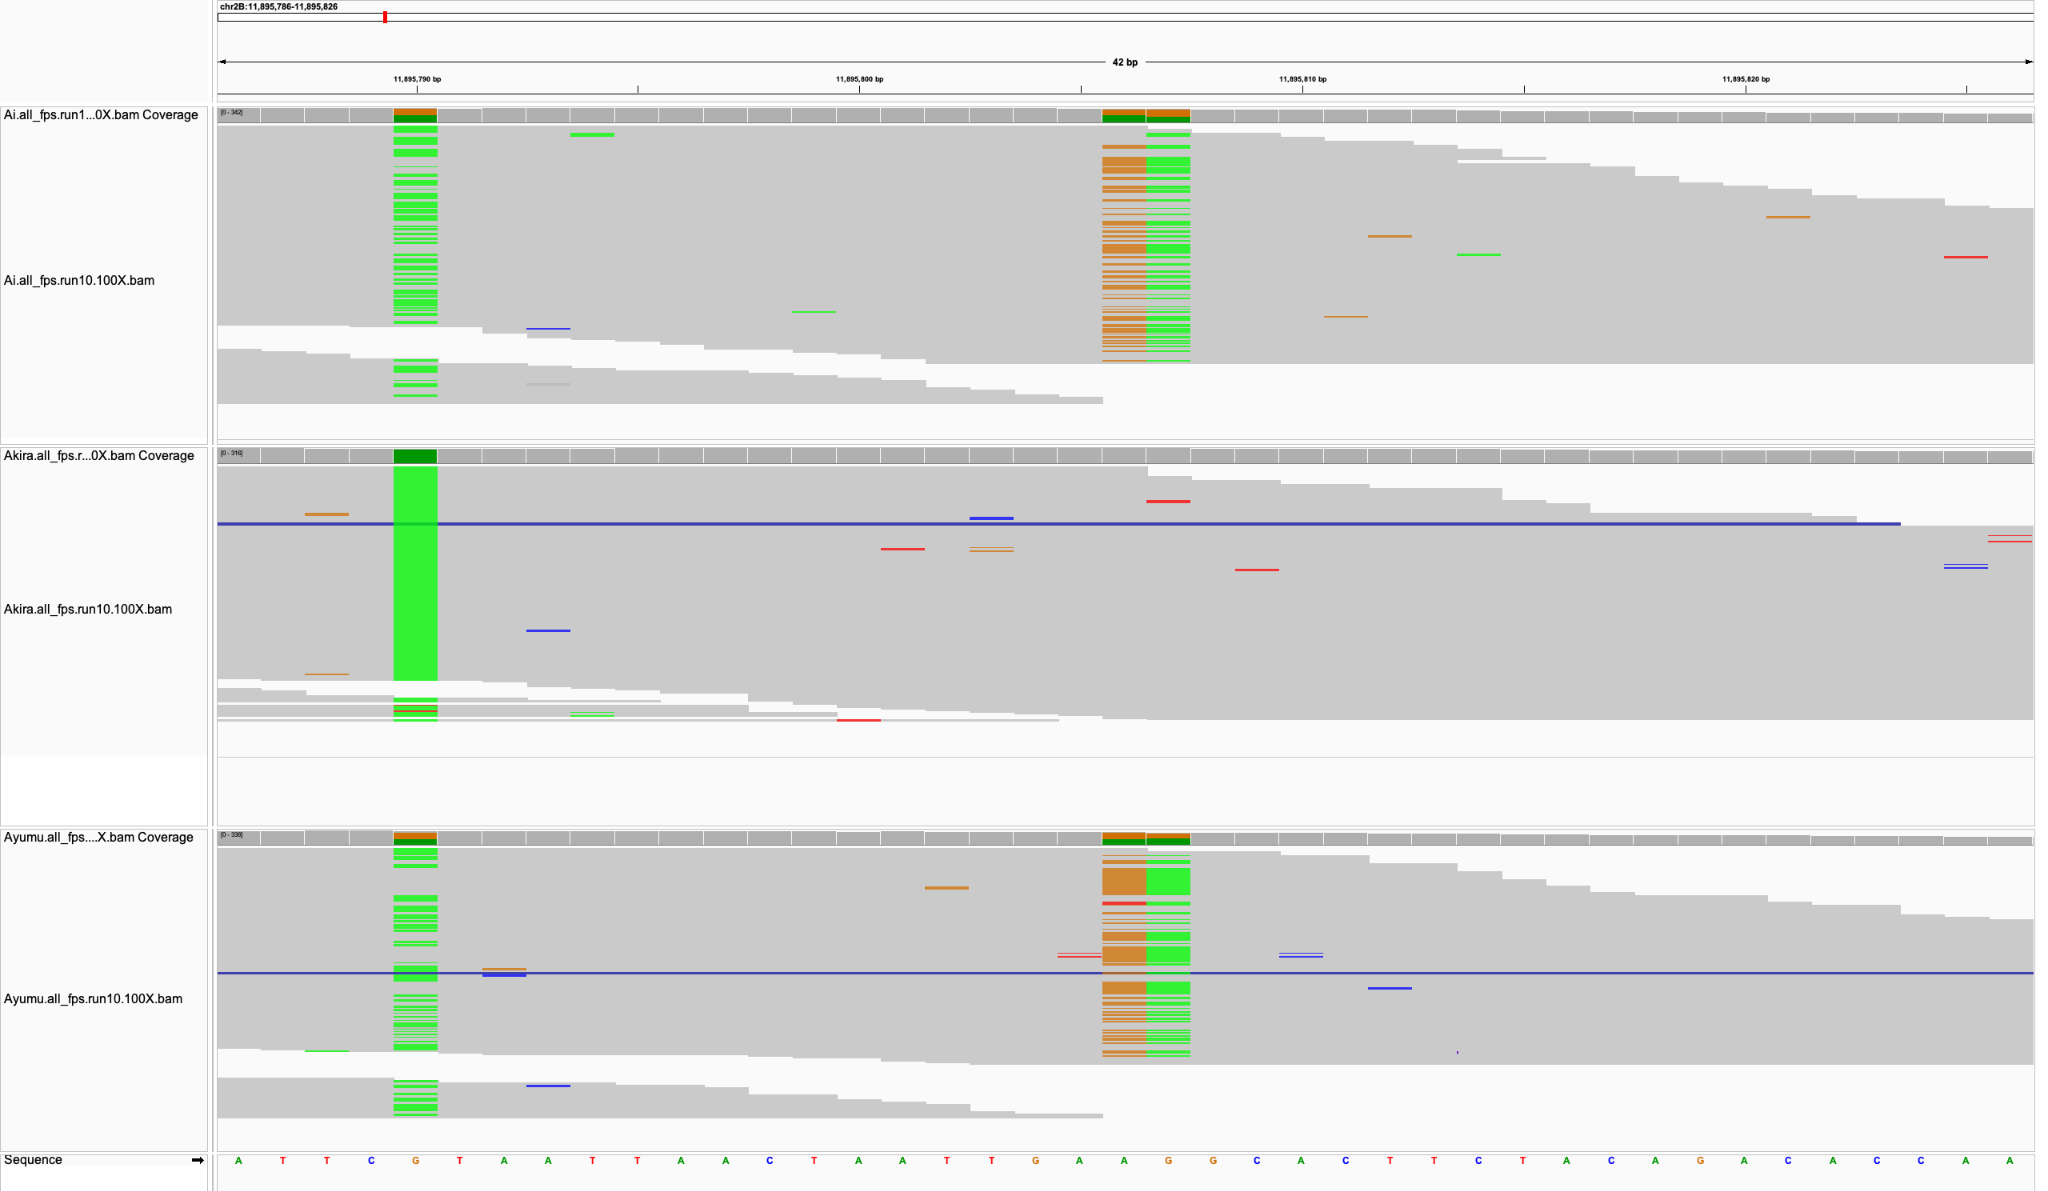 chr2B:11,895,786-11,895,826
42 bp
11,895,790 bp 11,895,800 bp 11,895,810 bp 11,895,820 bp
Ai.all_fps.run1...0X.bam Coverage
[0 - 342]
Ai.all_fps.run10.100X.bam
Akira.all_fps.r...0X.bam Coverage
[0 - 316]
Akira.all_fps.run10.100X.bam
Ayumu.all_fps....X.bam Coverage
[0 - 338]
Ayumu.all_fps.run10.100X.bam
Sequence A T T C G T A A T T A A C T A A T T G A A G G C A C T T C T A C A G A C A C C A A